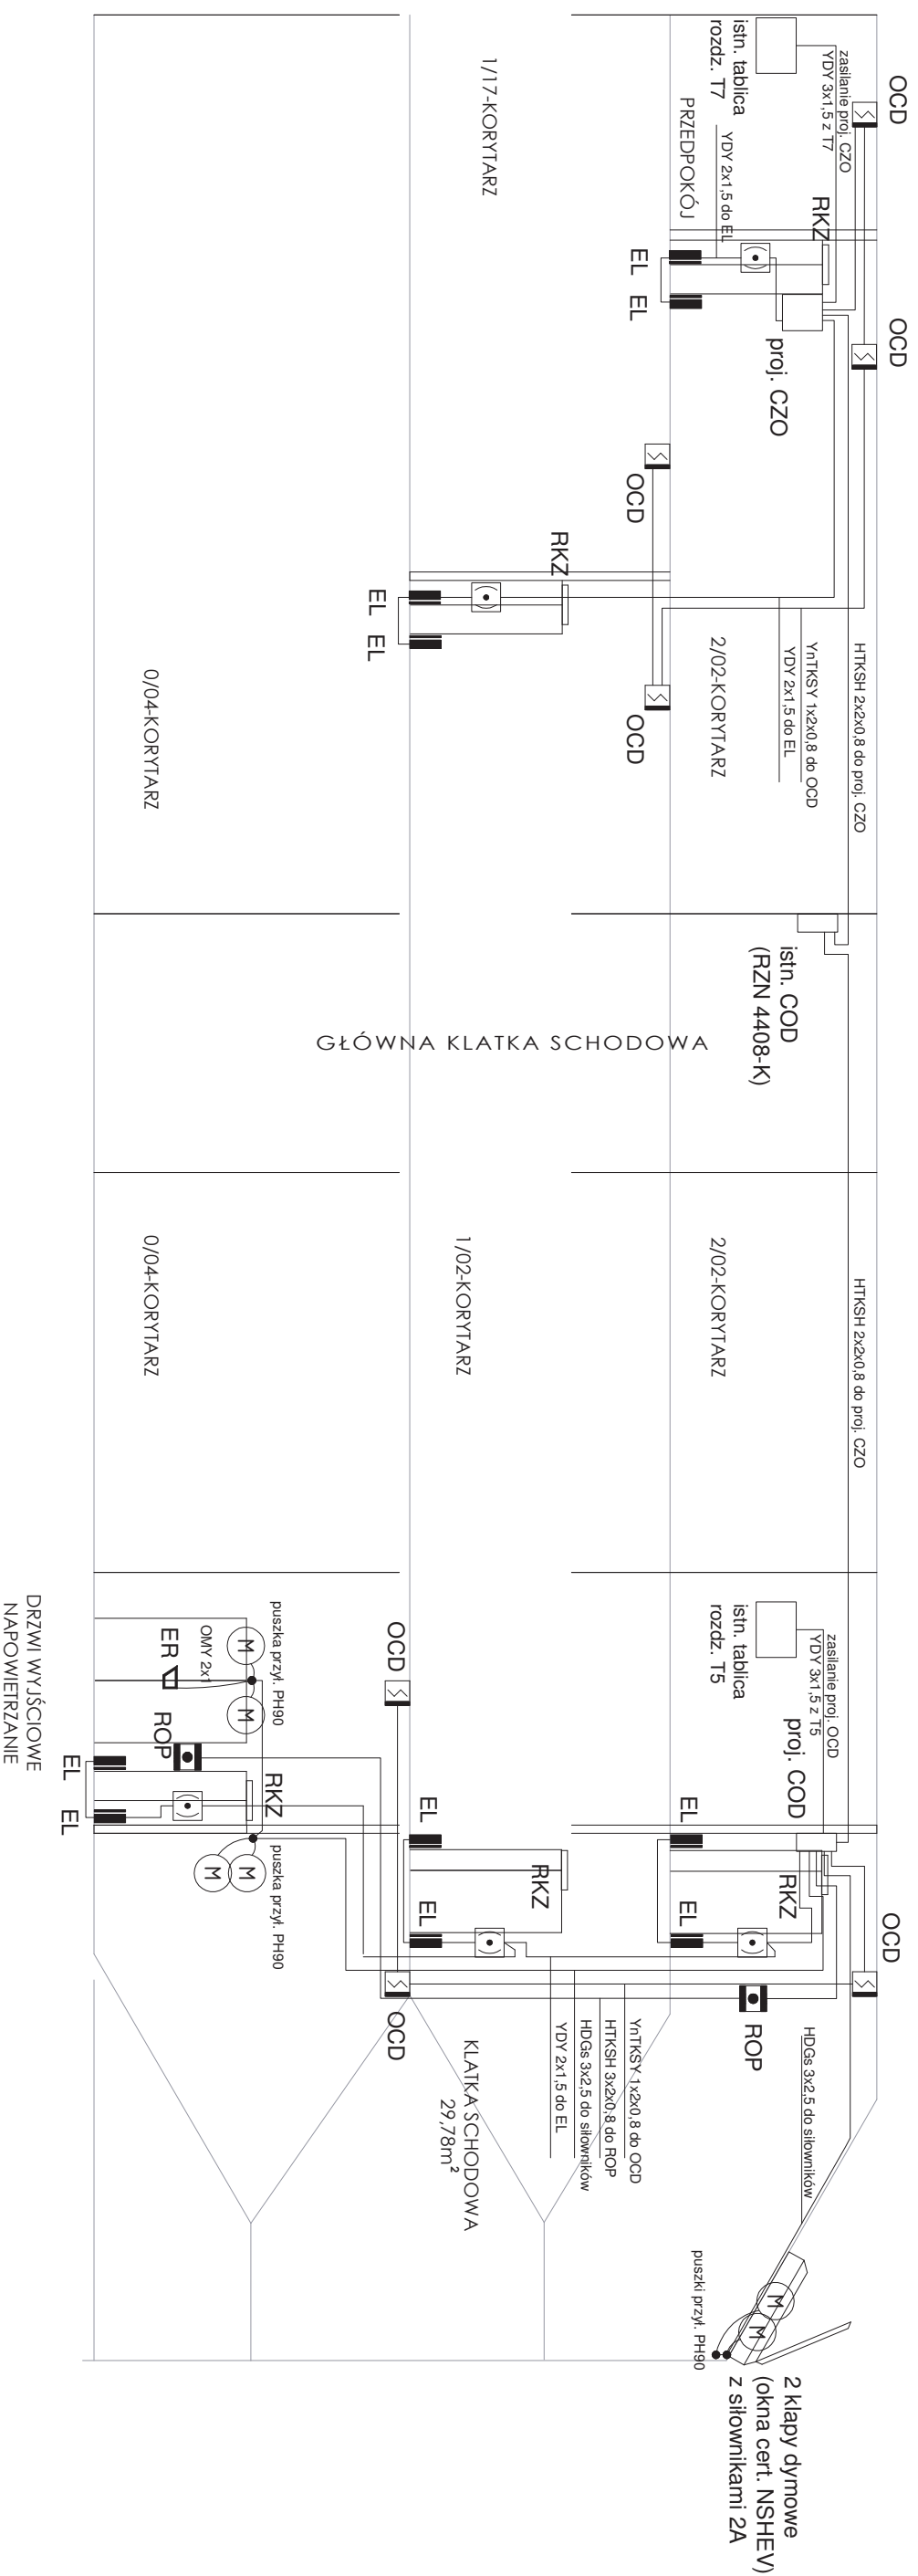 OCD
zasilanie proj. CZO
YDY 3x1,5 z T7
istn. tablica
rozdz. T7
PRZEDPOKÓJ
YDY 2x1,5 do EL
RKZ
EL
EL
proj. CZO
OCD
1/17-KORYTARZ
OCD
RKZ
EL
EL
OCD
0/04-KORYTARZ
2/02-KORYTARZ
HTKSH 2x2x0,8 do proj. CZO
YnTKSY 1x2x0,8 do OCD
YDY 2x1,5 do EL
istn. COD
(RZN 4408-K)
GŁÓWNA KLATKA SCHODOWA
HTKSH 2x2x0,8 do proj. CZO
2/02-KORYTARZ
1/02-KORYTARZ
0/04-KORYTARZ
zasilanie proj. OCD
YDY 3x1,5 z T5
istn. tablica
rozdz. T5
proj. COD
OCD
puszka przył. PH90
M
M
OMY 2x1
ER
ROP
RKZ
EL
EL
DRZWI WYJŚCIOWE
NAPOWIETRZANIE
puszka przył. PH90
M
M
EL
EL
RKZ
EL
EL
RKZ
OCD
OCD
ROP
HDGs 3x2,5 do siłowników
YnTKSY 1x2x0,8 do OCD
HTKSH 3x2x0,8 do ROP
HDGs 3x2,5 do siłowników
YDY 2x1,5 do EL
KLATKA SCHODOWA
29,78m²
puszki przył. PH90
M
M
2 klapy dymowe
(okna cert. NSHEV)
z siłownikami 2A